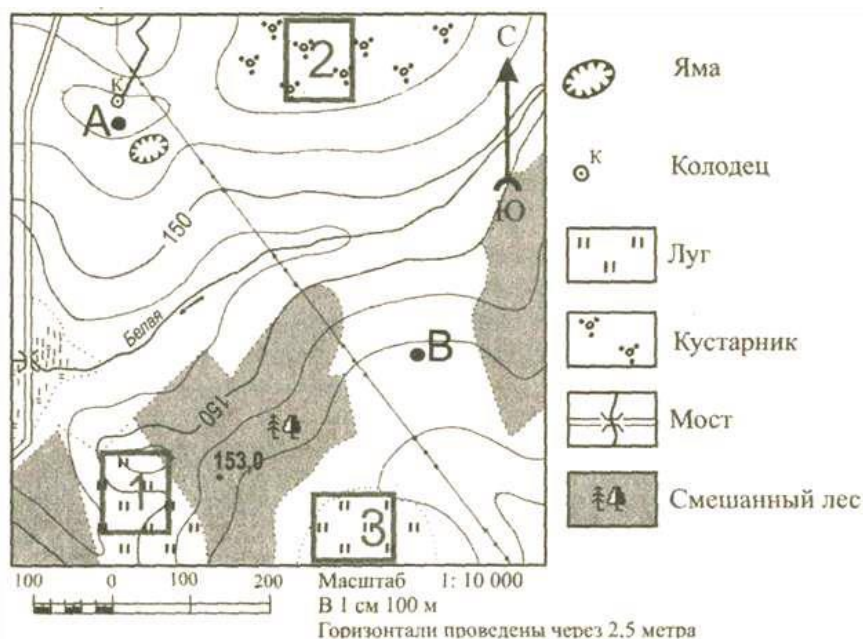 К
А
2
С
Ю
150
Белая
В
150
153,0
1
3
Яма
К
Колодец
Луг
Кустарник
Мост
Смешанный лес
100 0 100 200
Масштаб 1: 10 000
В 1 см 100 м
Горизонтали проведены через 2,5 метра